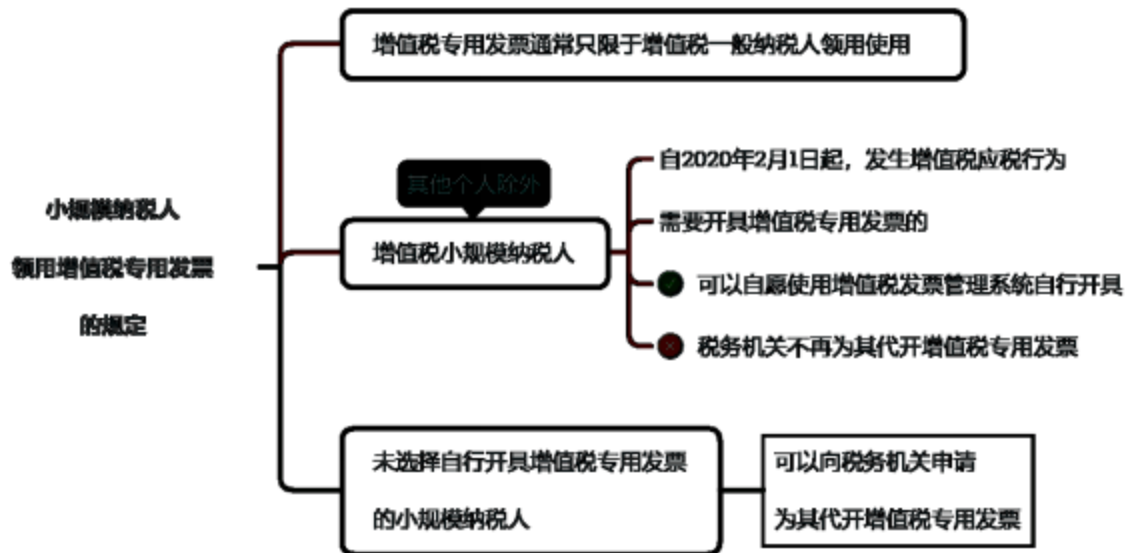 小规模纳税人
领用增值税专用发票
的规定
增值税专用发票通常只限于增值税一般纳税人领用使用
其他个人除外
增值税小规模纳税人
自2020年2月1日起，发生增值税应税行为
需要开具增值税专用发票的
可以自愿使用增值税发票管理系统自行开具
税务机关不再为其代开增值税专用发票
未选择自行开具增值税专用发票
的小规模纳税人
可以向税务机关申请
为其代开增值税专用发票